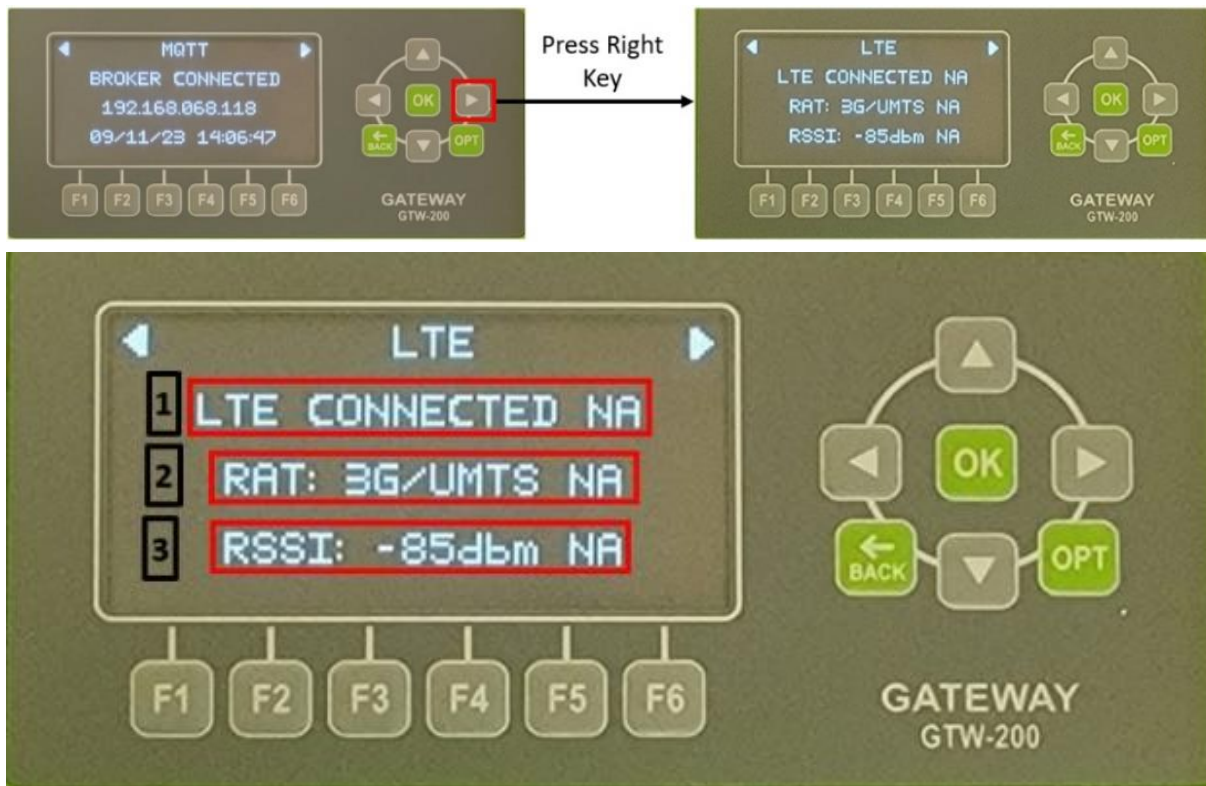 MQTT
BROKER CONNECTED
192.168.068.118
09/11/23 14:06:47
OK
BACK
OPT
F1 F2 F3 F4 F5 F6
GATEWAY
GTW-200
Press Right
Key
LTE
LTE CONNECTED NA
RAT: 3G/UMTS NA
RSSI: -85dbm NA
OK
BACK
OPT
F1 F2 F3 F4 F5 F6
GATEWAY
GTW-200
LTE
1 LTE CONNECTED NA
2 RAT: 3G/UMTS NA
3 RSSI: -85dbm NA
OK
BACK
OPT
F1 F2 F3 F4 F5 F6
GATEWAY
GTW-200